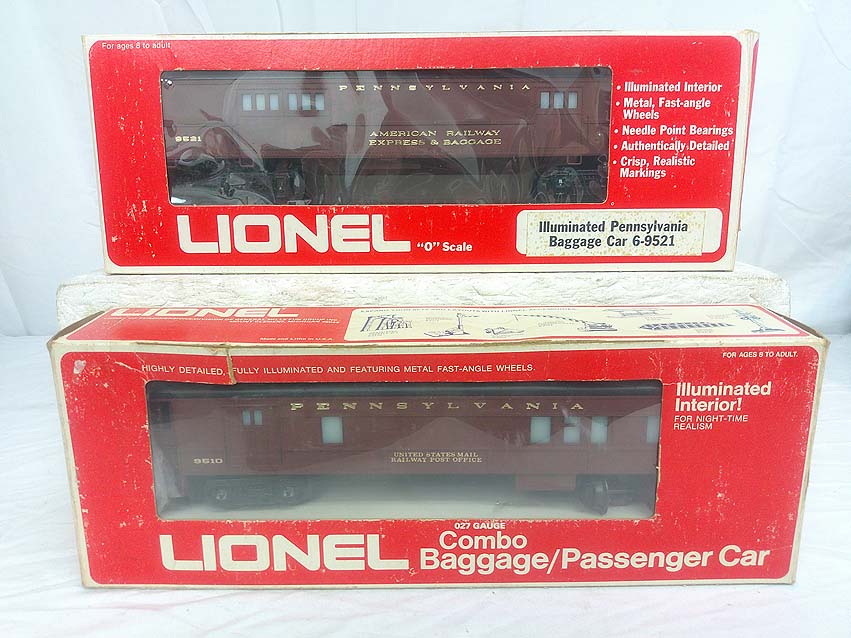 For ages 8 to adult
PENNSYLVANIA
9521
AMERICAN RAILWAY
EXPRESS & BAGGAGE
• Illuminated Interior
• Metal, Fast-angle
Wheels
• Needle Point Bearings
• Authentically Detailed
• Crisp, Realistic
Markings
LIONEL "O" Scale
Illuminated Pennsylvania
Baggage Car 6-9521
LIONEL
FOR AGES 8 TO ADULT.
HIGHLY DETAILED, FULLY ILLUMINATED AND FEATURING METAL FAST-ANGLE WHEELS.
Illuminated
Interior!
FOR NIGHT-TIME
REALISM
PENNSYLVANIA
9510
UNITED STATES MAIL
RAILWAY POST OFFICE
027 GAUGE
LIONEL Combo
Baggage/Passenger Car